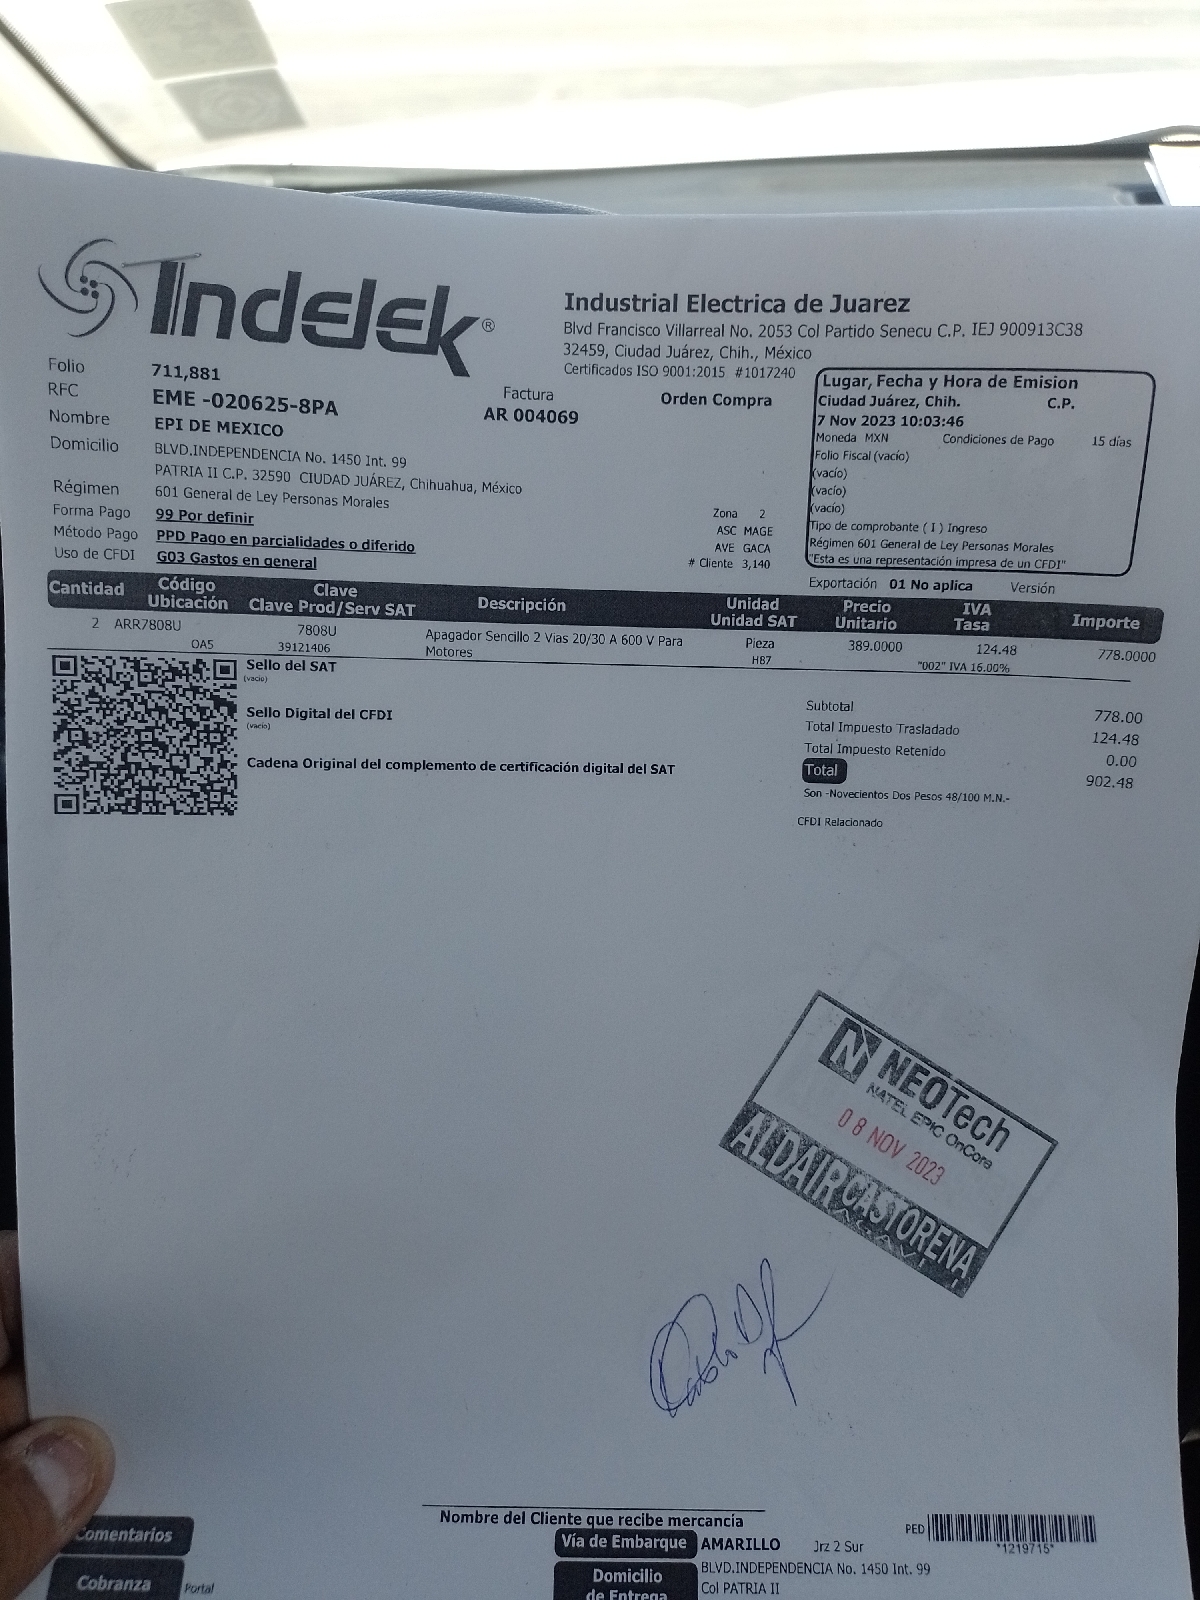 Indelek®
Industrial Electrica de Juarez
Blvd Francisco Villarreal No. 2053 Col Partido Senecu C.P. IEJ 900913C38
32459, Ciudad Juárez, Chih., México
Certificados ISO 9001:2015 #1017240
Folio 711,881
RFC EME -020625-8PA
Nombre EPI DE MEXICO
Domicilio BLVD.INDEPENDENCIA No. 1450 Int. 99
PATRIA II C.P. 32590 CIUDAD JUÁREZ, Chihuahua, México
Régimen 601 General de Ley Personas Morales
Forma Pago 99 Por definir
Método Pago PPD Pago en parcialidades o diferido
Uso de CFDI G03 Gastos en general
Factura
AR 004069
Orden Compra
Zona 2
ASC MAGE
AVE GACA
# Cliente 3,140
Lugar, Fecha y Hora de Emision
Ciudad Juárez, Chih. C.P.
7 Nov 2023 10:03:46
Moneda MXN Condiciones de Pago 15 días
Folio Fiscal (vacío)
(vacío)
(vacío)
(vacío)
Tipo de comprobante ( I ) Ingreso
Régimen 601 General de Ley Personas Morales
"Esta es una representación impresa de un CFDI"
Exportación 01 No aplica Versión
Cantidad Código Clave Descripción Unidad Precio IVA Importe
Ubicación Clave Prod/Serv SAT Unidad SAT Unitario Tasa
2 ARR7808U 7808U Apagador Sencillo 2 Vias 20/30 A 600 V Para Pieza 389.0000 124.48 778.0000
OA5 39121406 Motores H87 "002" IVA 16.00%
Sello del SAT
(vacío)
Sello Digital del CFDI
(vacío)
Cadena Original del complemento de certificación digital del SAT
Subtotal 778.00
Total Impuesto Trasladado 124.48
Total Impuesto Retenido 0.00
Total 902.48
Son -Novecientos Dos Pesos 48/100 M.N.-
CFDI Relacionado
N NEOTech
NATEL EPIC OnCore
08 NOV 2023
ALDAIR CASTORENA
Nombre del Cliente que recibe mercancía
Comentarios
Vía de Embarque AMARILLO Jrz 2 Sur
PED *1219715*
Cobranza Portal
Domicilio de Entrega BLVD.INDEPENDENCIA No. 1450 Int. 99
Col PATRIA II